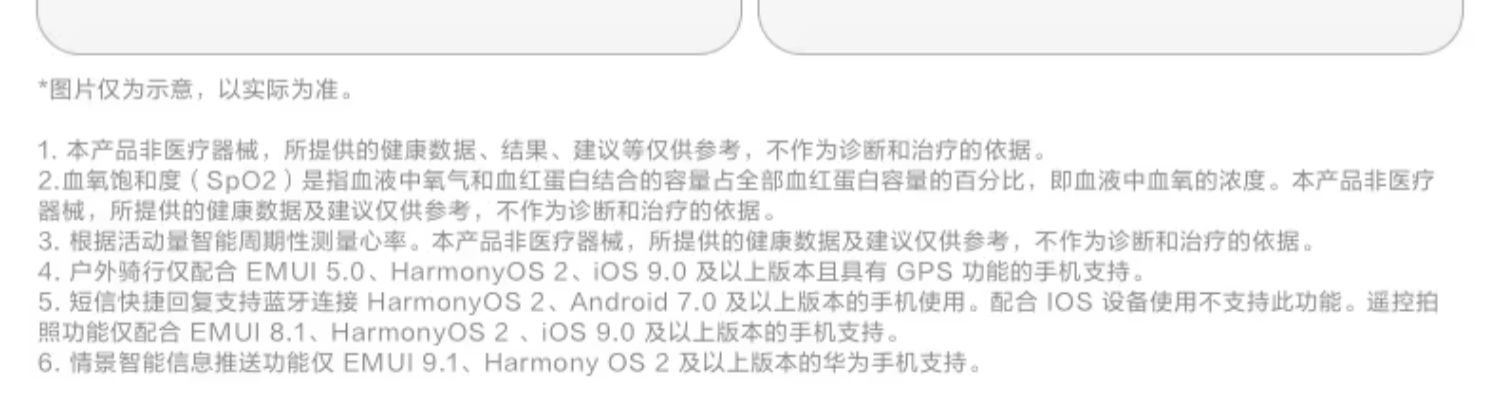 *图片仅为示意，以实际为准。
1. 本产品非医疗器械，所提供的健康数据、结果、建议等仅供参考，不作为诊断和治疗的依据。
2.血氧饱和度（SpO2）是指血液中氧气和血红蛋白结合的容量占全部血红蛋白容量的百分比，即血液中血氧的浓度。本产品非医疗
器械，所提供的健康数据及建议仅供参考，不作为诊断和治疗的依据。
3. 根据活动量智能周期性测量心率。本产品非医疗器械，所提供的健康数据及建议仅供参考，不作为诊断和治疗的依据。
4. 户外骑行仅配合 EMUI 5.0、HarmonyOS 2、iOS 9.0 及以上版本且具有 GPS 功能的手机支持。
5. 短信快捷回复支持蓝牙连接 HarmonyOS 2、Android 7.0 及以上版本的手机使用。配合 IOS 设备使用不支持此功能。遥控拍
照功能仅配合 EMUI 8.1、HarmonyOS 2 、iOS 9.0 及以上版本的手机支持。
6. 情景智能信息推送功能仅 EMUI 9.1、Harmony OS 2 及以上版本的华为手机支持。